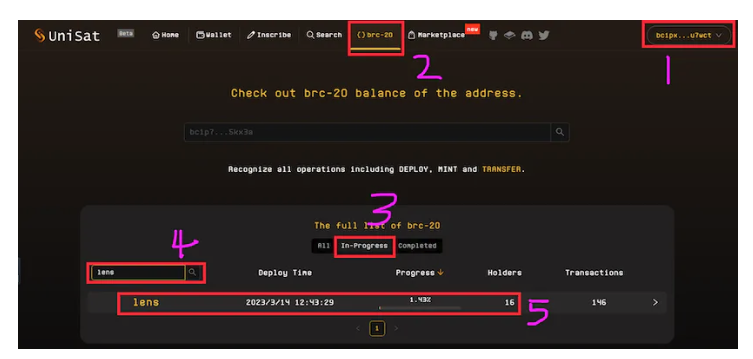 UniSat Beta Home Wallet Inscribe Search brc-20 Marketplace new bc1px...u7wct
2 1
Check out brc-20 balance of the address.
bc1p7...5kx3a
Recognize all operations including DEPLOY, MINT and TRANSFER.
3
The full list of brc-20
4 All In-Progress Completed
lens Deploy Time Progress Holders Transactions
lens 2023/3/14 12:43:29 1.43% 16 146
5
< 1 >